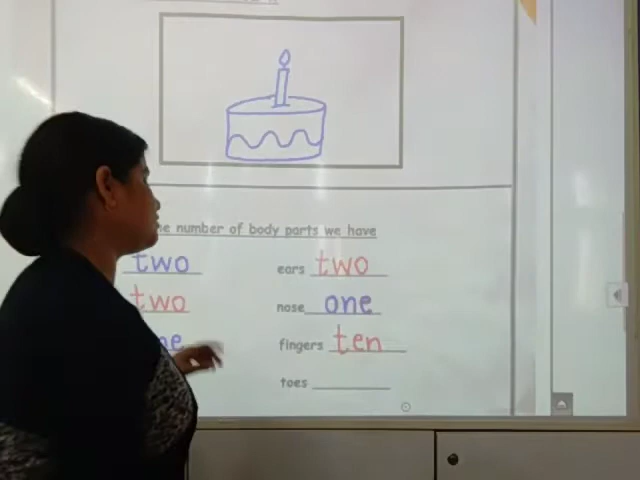 number of body parts we have
two ears two
two nose one
fingers ten
toes